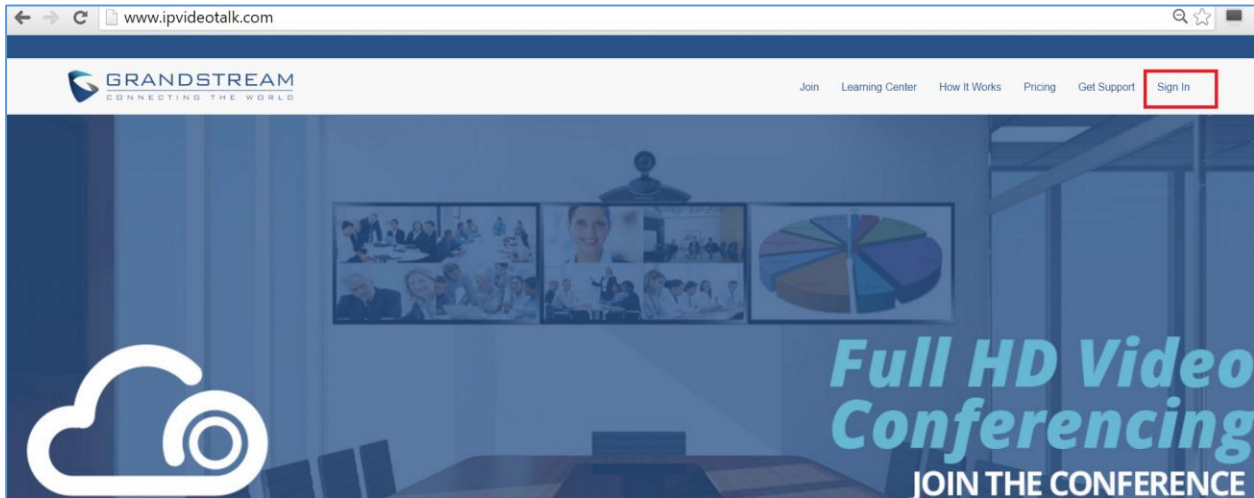 www.ipvideotalk.com
GRANDSTREAM
CONNECTING THE WORLD
Join Learning Center How It Works Pricing Get Support Sign In
Full HD Video
Conferencing
JOIN THE CONFERENCE